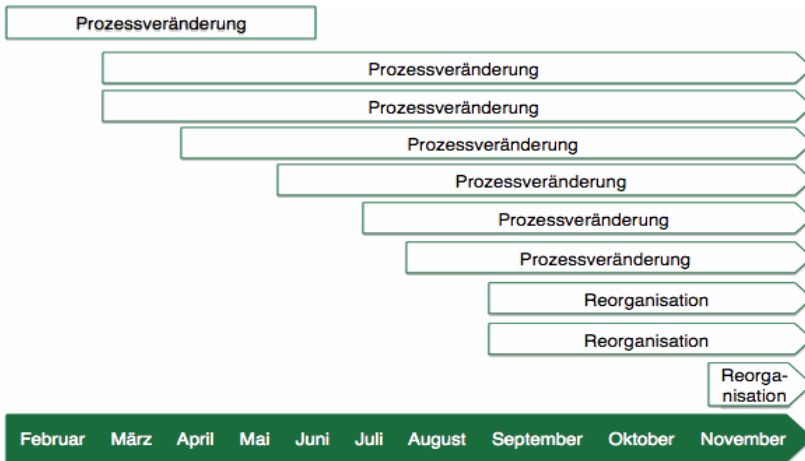 Prozessveränderung
Prozessveränderung
Prozessveränderung
Prozessveränderung
Prozessveränderung
Prozessveränderung
Prozessveränderung
Reorganisation
Reorganisation
Reorga-
nisation
Februar März April Mai Juni Juli August September Oktober November